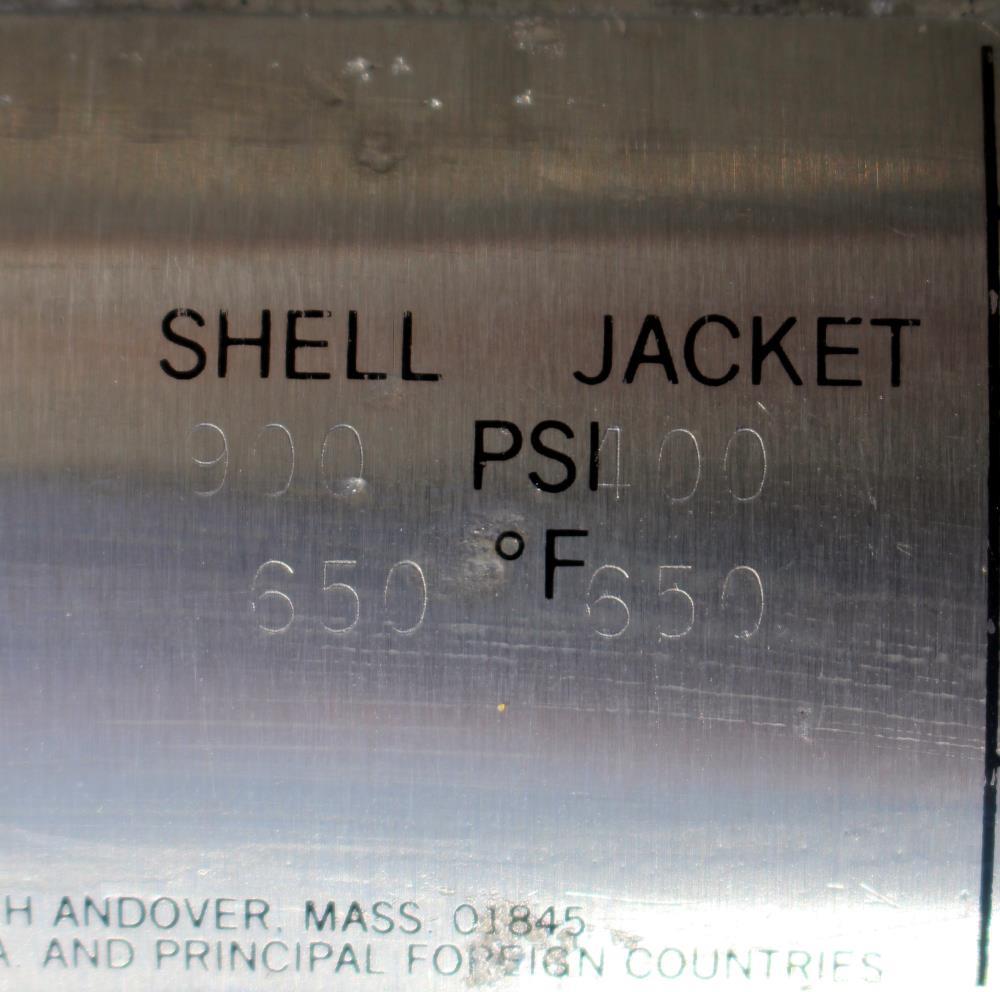 SHELL JACKET
900 PSI 400
°F
650 650
H ANDOVER, MASS. 01845
A. AND PRINCIPAL FOREIGN COUNTRIES